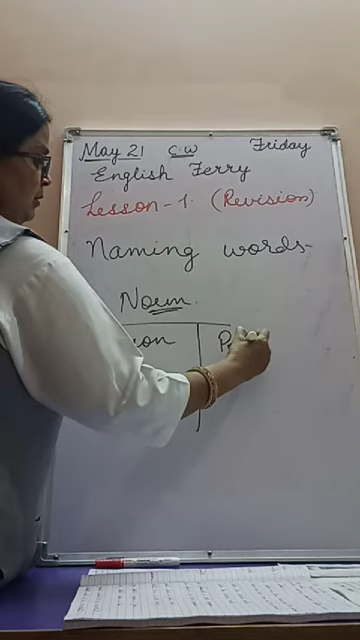 May 21 C.W Friday
English Ferry
Lesson-1. (Revision)
Naming words-
Noun.